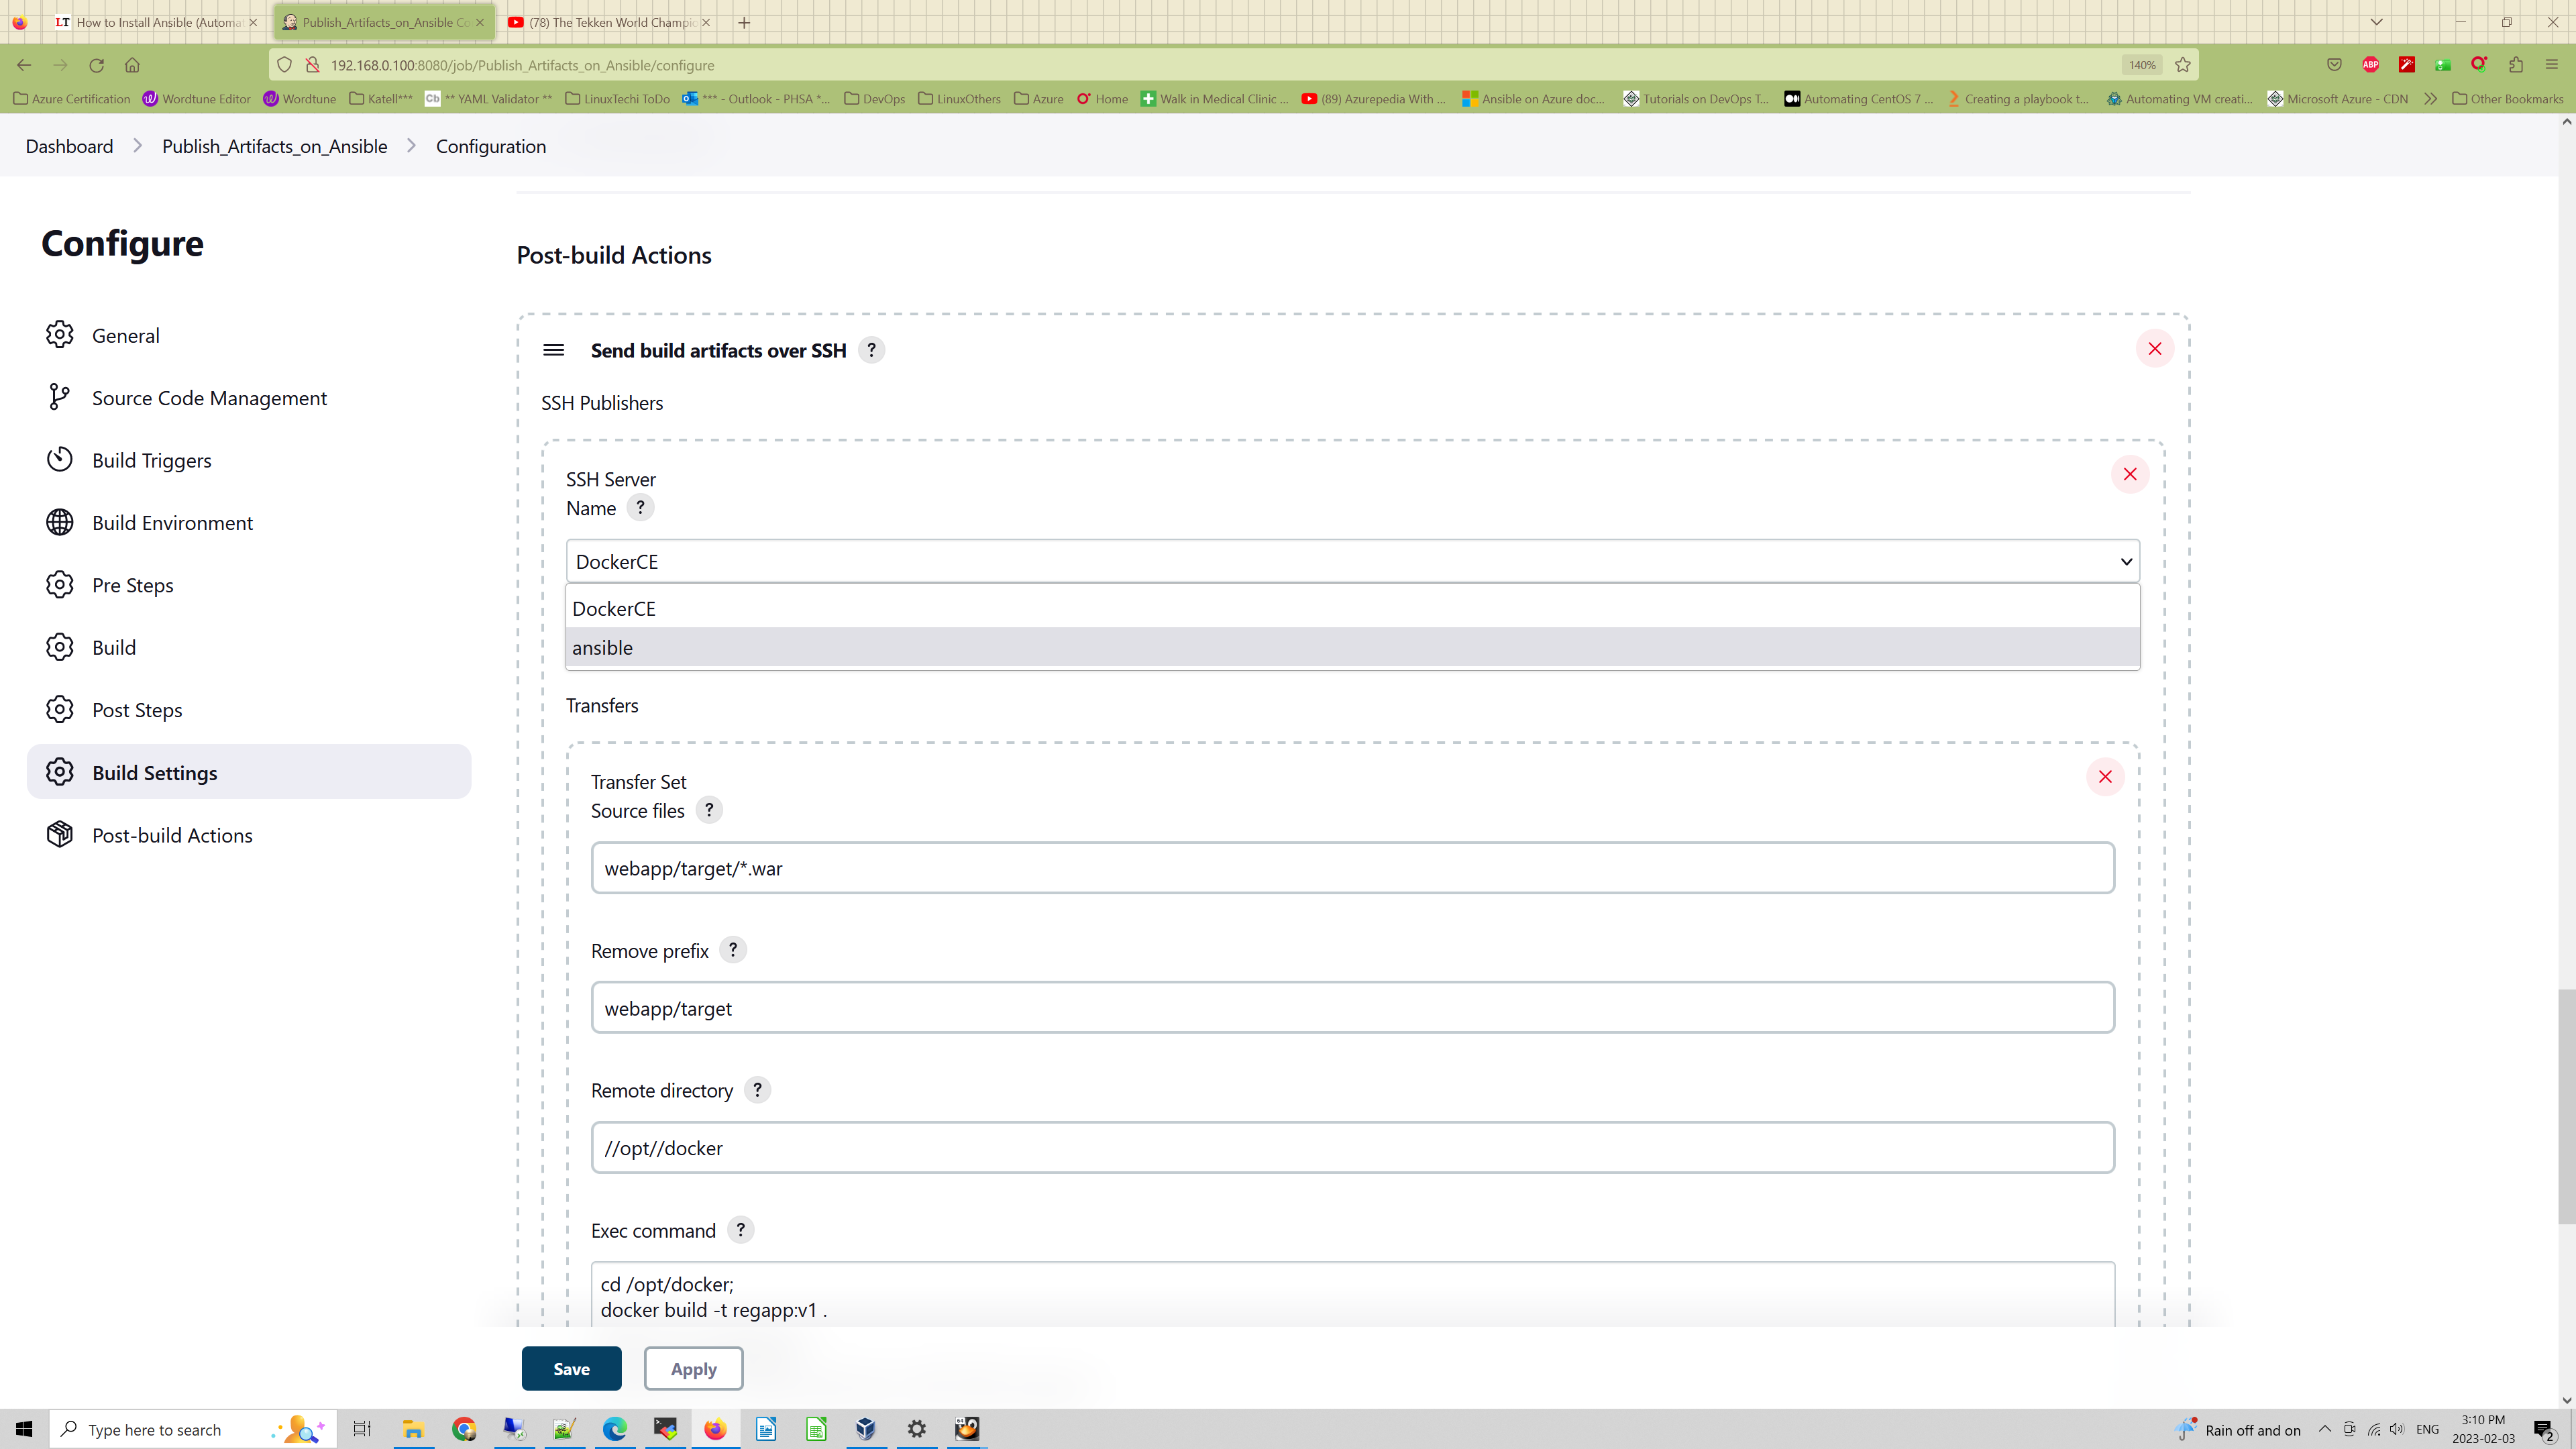 How to Install Ansible (Automat
Publish_Artifacts_on_Ansible Co
(78) The Tekken World Champio
192.168.0.100:8080/job/Publish_Artifacts_on_Ansible/configure
140%
Azure Certification
Wordtune Editor
Wordtune
Katell***
** YAML Validator **
LinuxTechi ToDo
*** - Outlook - PHSA *...
DevOps
LinuxOthers
Azure
Home
Walk in Medical Clinic ...
(89) Azurepedia With ...
Ansible on Azure doc...
Tutorials on DevOps T...
Automating CentOS 7 ...
Creating a playbook t...
Automating VM creati...
Microsoft Azure - CDN
Other Bookmarks
Dashboard
Publish_Artifacts_on_Ansible
Configuration
Configure
General
Source Code Management
Build Triggers
Build Environment
Pre Steps
Build
Post Steps
Build Settings
Post-build Actions
Post-build Actions
Send build artifacts over SSH ?
SSH Publishers
SSH Server
Name ?
DockerCE
DockerCE
ansible
Transfers
Transfer Set
Source files ?
webapp/target/*.war
Remove prefix ?
webapp/target
Remote directory ?
//opt//docker
Exec command ?
cd /opt/docker;
docker build -t regapp:v1 .
Save
Apply
Type here to search
Rain off and on
ENG
3:10 PM
2023-02-03
2